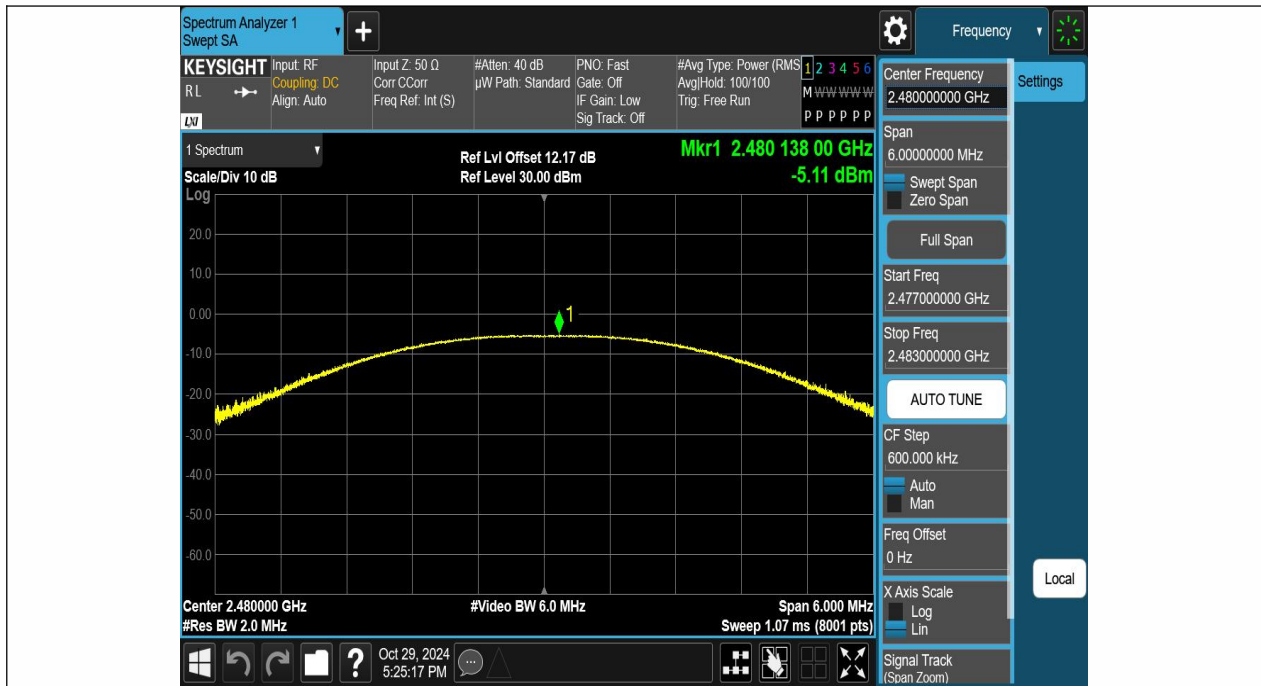 Spectrum Analyzer 1
Swept SA
+
Frequency
KEYSIGHT
RL
LXI
Input: RF
Coupling: DC
Align: Auto
Input Z: 50 Ω
Corr CCorr
Freq Ref: Int (S)
#Atten: 40 dB
µW Path: Standard
PNO: Fast
Gate: Off
IF Gain: Low
Sig Track: Off
#Avg Type: Power (RMS
Avg|Hold: 100/100
Trig: Free Run
1 2 3 4 5 6
M W W W W W
P P P P P P
1 Spectrum
Scale/Div 10 dB
Ref Lvl Offset 12.17 dB
Ref Level 30.00 dBm
Mkr1 2.480 138 00 GHz
-5.11 dBm
Log
20.0
10.0
0.00
-10.0
-20.0
-30.0
-40.0
-50.0
-60.0
1
Center 2.480000 GHz
#Res BW 2.0 MHz
#Video BW 6.0 MHz
Span 6.000 MHz
Sweep 1.07 ms (8001 pts)
?
Oct 29, 2024
5:25:17 PM
Center Frequency
2.480000000 GHz
Settings
Span
6.00000000 MHz
Swept Span
Zero Span
Full Span
Start Freq
2.477000000 GHz
Stop Freq
2.483000000 GHz
AUTO TUNE
CF Step
600.000 kHz
Auto
Man
Freq Offset
0 Hz
X Axis Scale
Log
Lin
Signal Track
(Span Zoom)
Local